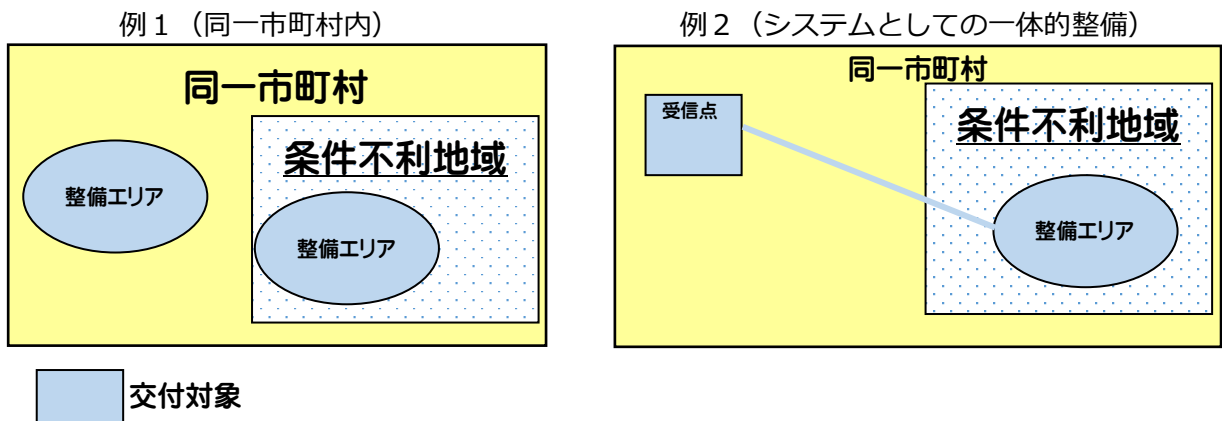 例１（同一市町村内）
同一市町村
整備エリア
条件不利地域
整備エリア
例２（システムとしての一体的整備）
同一市町村
受信点
条件不利地域
整備エリア
交付対象